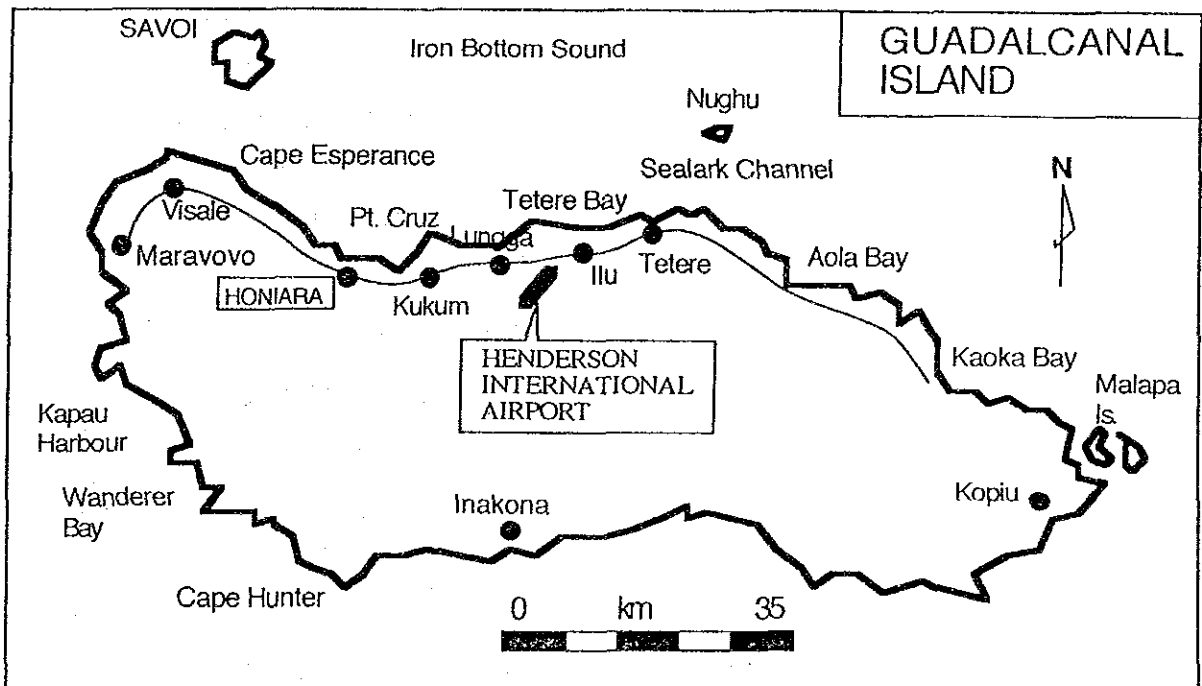 SAVOI
Iron Bottom Sound
GUADALCANAL
ISLAND
Nughu
Cape Esperance
Sealark Channel
N
Visale
Pt. Cruz
Tetere Bay
Lungga
Maravovo
Ilu
Tetere
Aola Bay
HONIARA
Kukum
HENDERSON
INTERNATIONAL
AIRPORT
Kaoka Bay
Malapa
Is.
Kapau
Harbour
Wanderer
Bay
Inakona
Kopiu
Cape Hunter
0 km 35